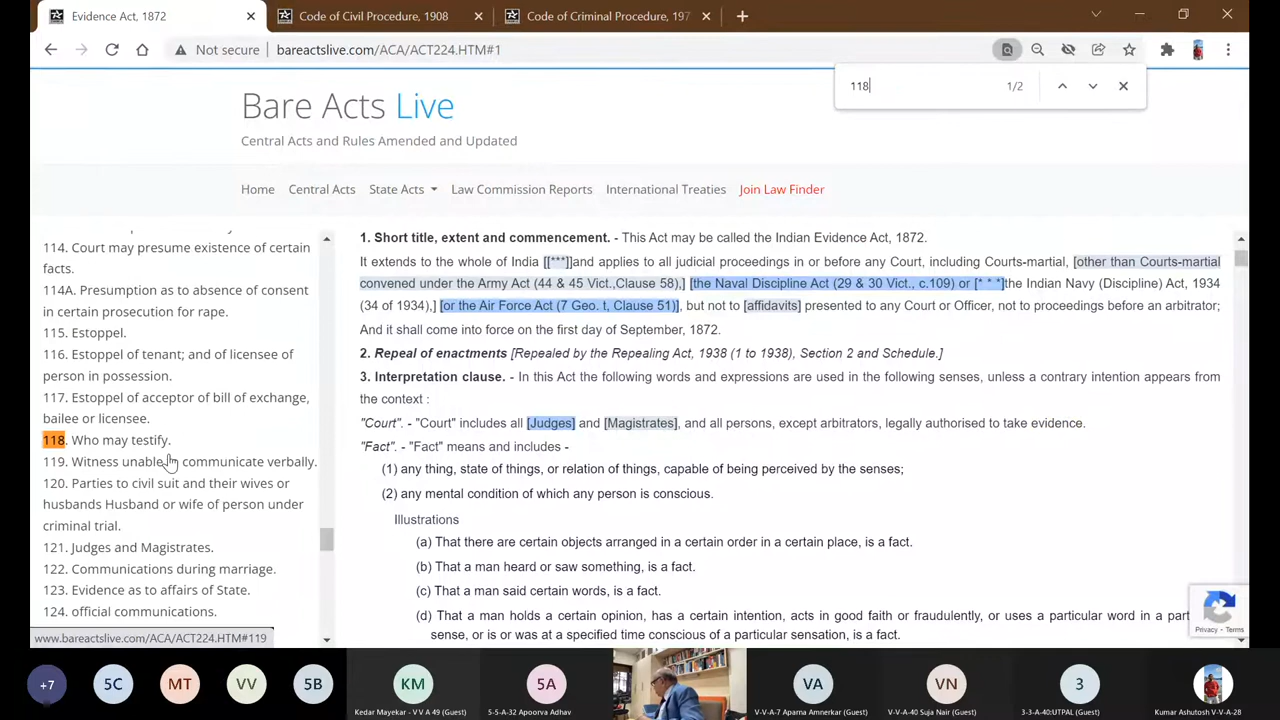 Evidence Act, 1872
Code of Civil Procedure, 1908
Code of Criminal Procedure, 197
Not secure
bareactslive.com/ACA/ACT224.HTM#1
118
1/2
Bare Acts Live
Central Acts and Rules Amended and Updated
Home
Central Acts
State Acts
Law Commission Reports
International Treaties
Join Law Finder
114. Court may presume existence of certain
facts.
114A. Presumption as to absence of consent
in certain prosecution for rape.
115. Estoppel.
116. Estoppel of tenant; and of licensee of
person in possession.
117. Estoppel of acceptor of bill of exchange,
bailee or licensee.
118. Who may testify.
119. Witness unable communicate verbally.
120. Parties to civil suit and their wives or
husbands Husband or wife of person under
criminal trial.
121. Judges and Magistrates.
122. Communications during marriage.
123. Evidence as to affairs of State.
124. official communications.
www.bareactslive.com/ACA/ACT224.HTM#119
1. Short title, extent and commencement. - This Act may be called the Indian Evidence Act, 1872.
It extends to the whole of India [[***]]and applies to all judicial proceedings in or before any Court, including Courts-martial, [other than Courts-martial
convened under the Army Act (44 & 45 Vict.,Clause 58),] [the Naval Discipline Act (29 & 30 Vict., c.109) or [* * *]the Indian Navy (Discipline) Act, 1934
(34 of 1934),] [or the Air Force Act (7 Geo. t, Clause 51)], but not to [affidavits] presented to any Court or Officer, not to proceedings before an arbitrator;
And it shall come into force on the first day of September, 1872.
2. Repeal of enactments [Repealed by the Repealing Act, 1938 (1 to 1938), Section 2 and Schedule.]
3. Interpretation clause. - In this Act the following words and expressions are used in the following senses, unless a contrary intention appears from
the context :
"Court". - "Court" includes all [Judges] and [Magistrates], and all persons, except arbitrators, legally authorised to take evidence.
"Fact". - "Fact" means and includes -
(1) any thing, state of things, or relation of things, capable of being perceived by the senses;
(2) any mental condition of which any person is conscious.
Illustrations
(a) That there are certain objects arranged in a certain order in a certain place, is a fact.
(b) That a man heard or saw something, is a fact.
(c) That a man said certain words, is a fact.
(d) That a man holds a certain opinion, has a certain intention, acts in good faith or fraudulently, or uses a particular word in a
sense, or is or was at a specified time conscious of a particular sensation, is a fact.
Privacy - Terms
+7
5C
MT
VV
5B
KM
5A
VA
VN
3
Kedar Mayekar - V V A 49 (Guest)
5-5-A-32 Apoorva Adhav
V-V-A-7 Aparna Amnerkar (Guest)
V-V-A-40 Suja Nair (Guest)
3-3-A-40:UTPAL (Guest)
Kumar Ashutosh V-V-A-28